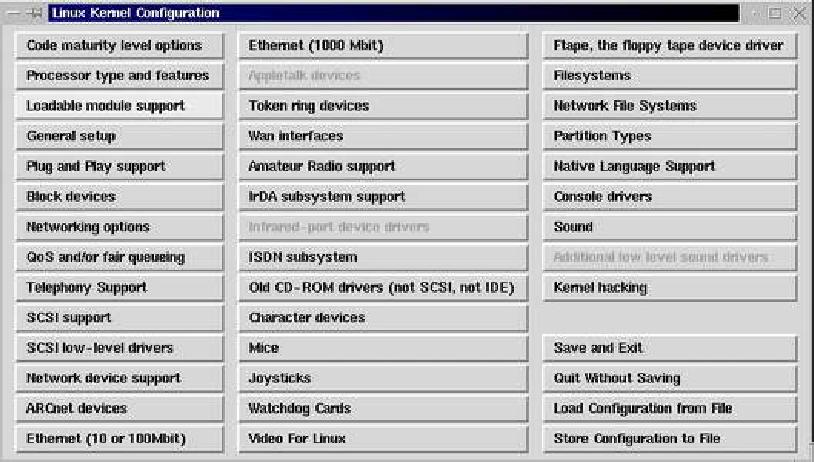 Linux Kernel Configuration
Code maturity level options
Processor type and features
Loadable module support
General setup
Plug and Play support
Block devices
Networking options
QoS and/or fair queueing
Telephony Support
SCSI support
SCSI low-level drivers
Network device support
ARCnet devices
Ethernet (10 or 100Mbit)
Ethernet (1000 Mbit)
Appletalk devices
Token ring devices
Wan interfaces
Amateur Radio support
IrDA subsystem support
Infrared-port device drivers
ISDN subsystem
Old CD-ROM drivers (not SCSI, not IDE)
Character devices
Mice
Joysticks
Watchdog Cards
Video For Linux
Ftape, the floppy tape device driver
Filesystems
Network File Systems
Partition Types
Native Language Support
Console drivers
Sound
Additional low level sound drivers
Kernel hacking
Save and Exit
Quit Without Saving
Load Configuration from File
Store Configuration to File